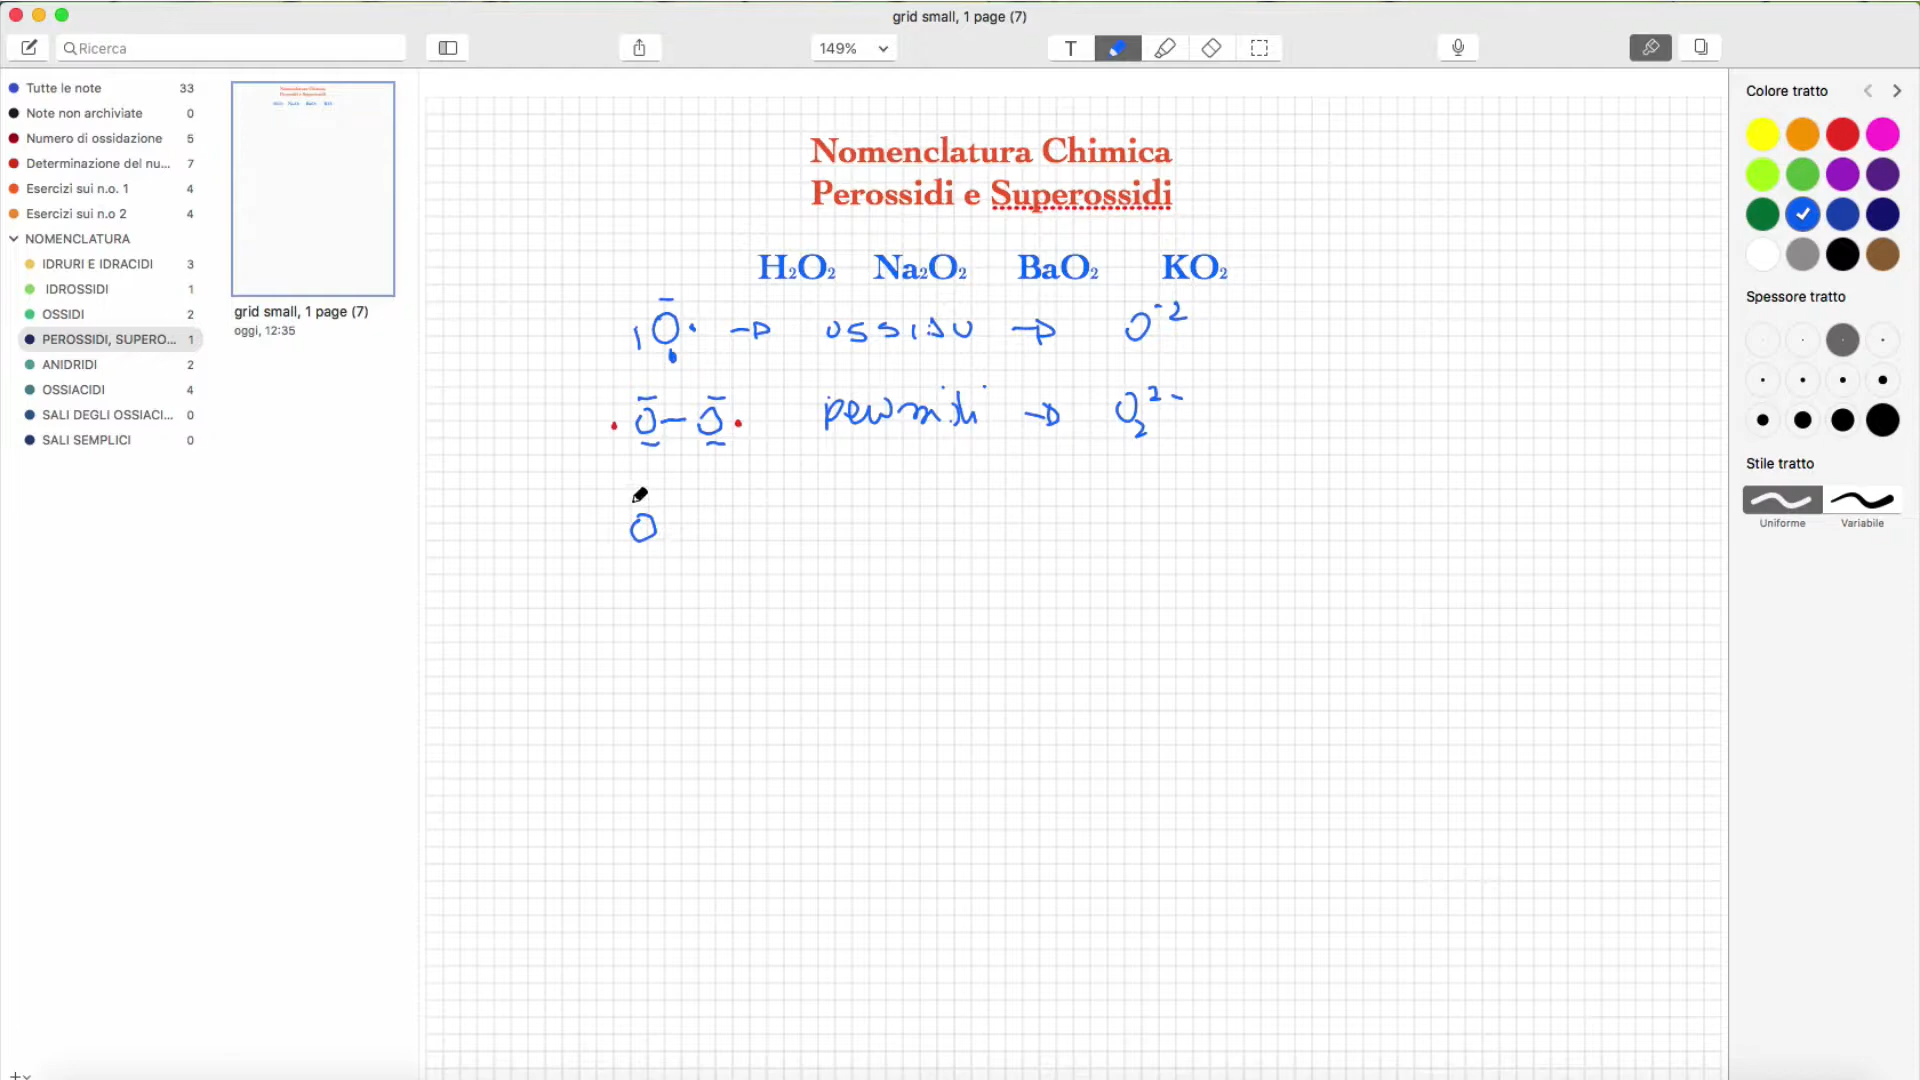 grid small, 1 page (7)
Ricerca
149%
T
Tutte le note 33
Note non archiviate 0
Numero di ossidazione 5
Determinazione del nu... 7
Esercizi sui n.o. 1 4
Esercizi sui n.o 2 4
NOMENCLATURA
IDRURI E IDRACIDI 3
IDROSSIDI 1
OSSIDI 2
PEROSSIDI, SUPERO... 1
ANIDRIDI 2
OSSIACIDI 4
SALI DEGLI OSSIACI... 0
SALI SEMPLICI 0
grid small, 1 page (7)
oggi, 12:35
Nomenclatura Chimica
Perossidi e Superossidi
H₂O₂ Na₂O₂ BaO₂ KO₂
O → OSSIDO → O⁻²
O – O perossidi → O₂²⁻
O
Colore tratto
Spessore tratto
Stile tratto
Uniforme Variabile